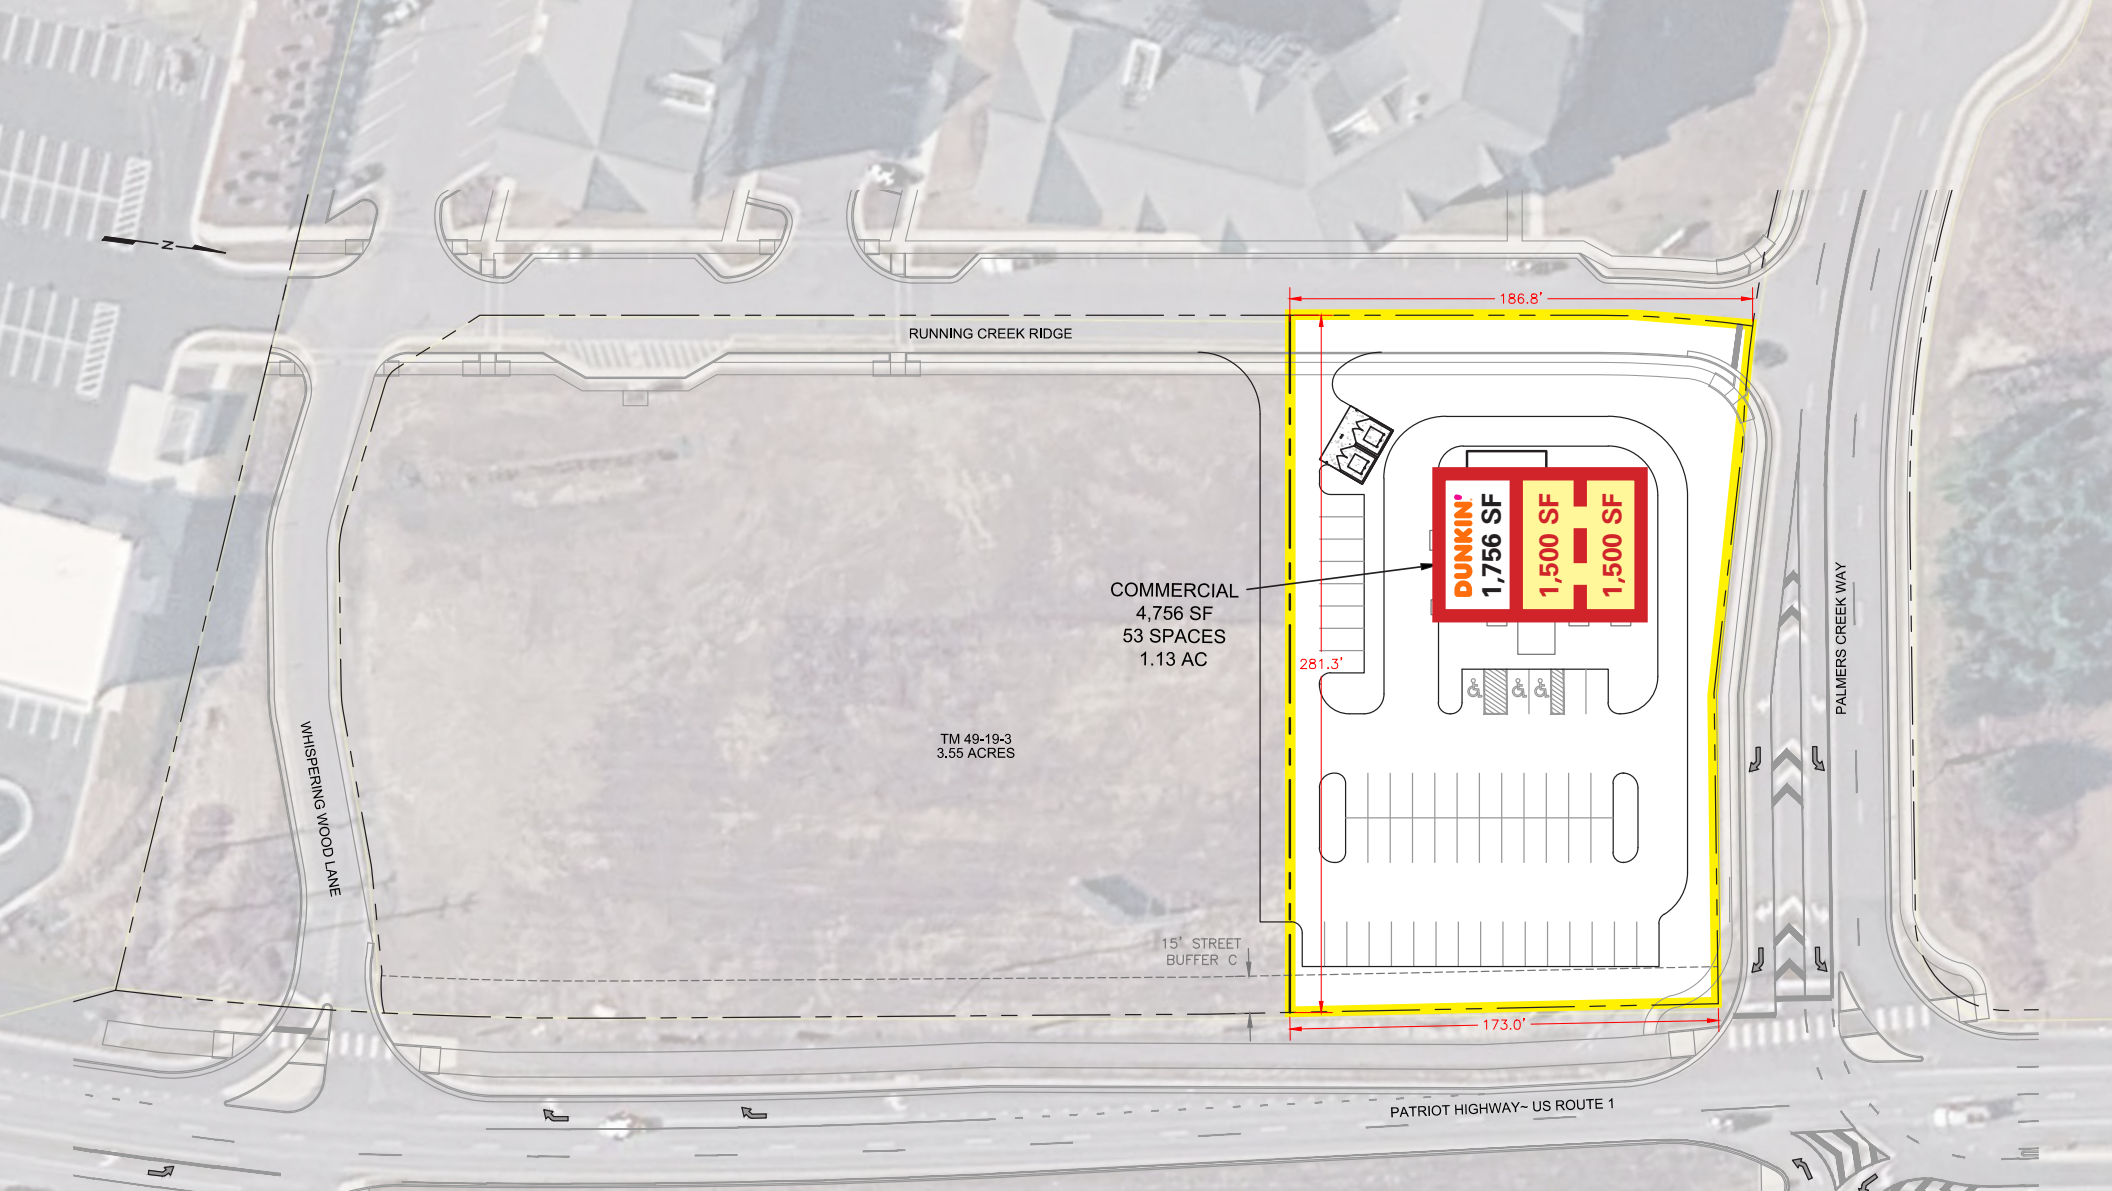 N
186.8'
RUNNING CREEK RIDGE
DUNKIN'
1,756 SF
1,500 SF
1,500 SF
COMMERCIAL
4,756 SF
53 SPACES
1.13 AC
281.3'
PALMERS CREEK WAY
WHISPERING WOOD LANE
TM 49-19-3
3.55 ACRES
15' STREET
BUFFER C
173.0'
PATRIOT HIGHWAY~ US ROUTE 1